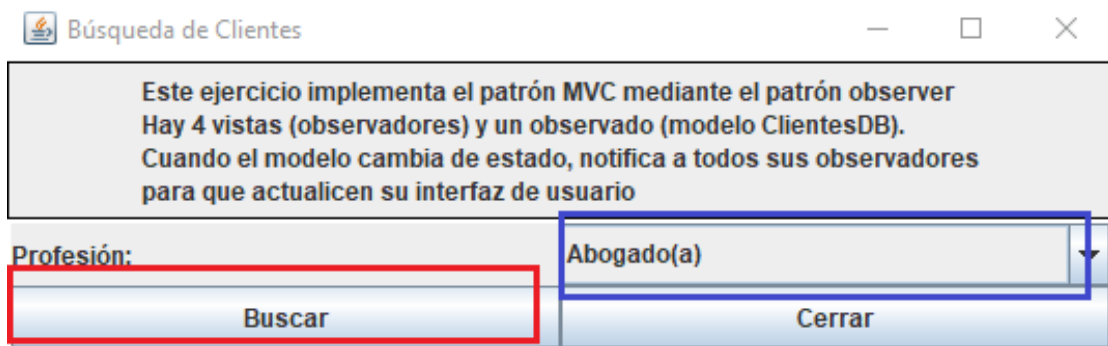 Búsqueda de Clientes
Este ejercicio implementa el patrón MVC mediante el patrón observer
Hay 4 vistas (observadores) y un observado (modelo ClientesDB).
Cuando el modelo cambia de estado, notifica a todos sus observadores
para que actualicen su interfaz de usuario
Profesión: Abogado(a)
Buscar Cerrar